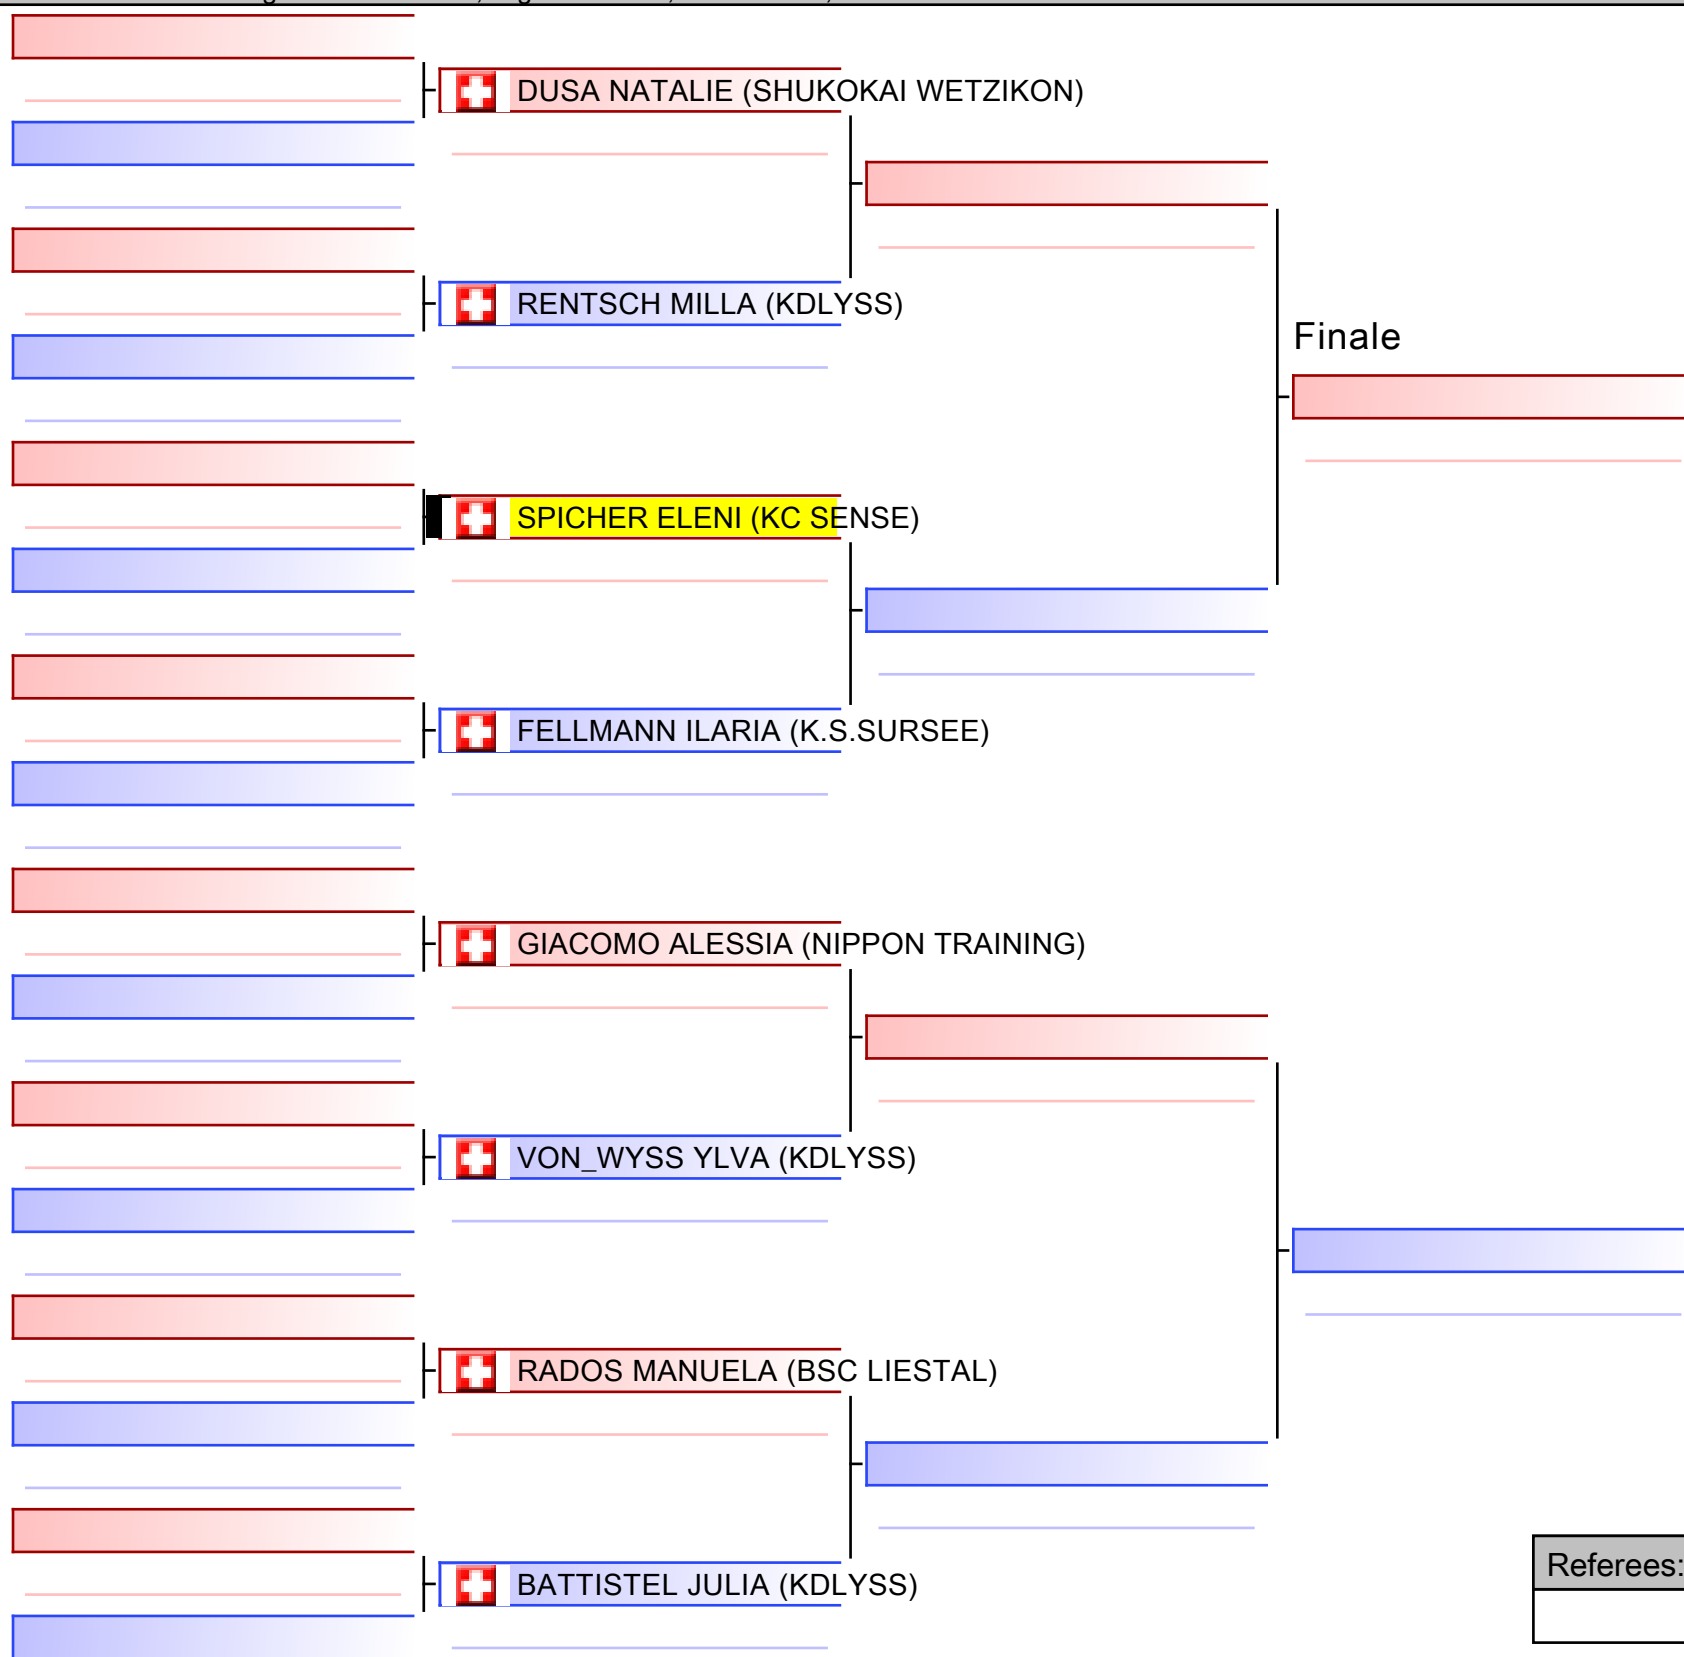 DUSA NATALIE (SHUKOKAI WETZIKON)
RENTSCH MILLA (KDLYSS)
Finale
SPICHER ELENI (KC SENSE)
FELLMANN ILARIA (K.S.SURSEE)
GIACOMO ALESSIA (NIPPON TRAINING)
VON_WYSS YLVA (KDLYSS)
RADOS MANUELA (BSC LIESTAL)
Referees:
BATTISTEL JULIA (KDLYSS)